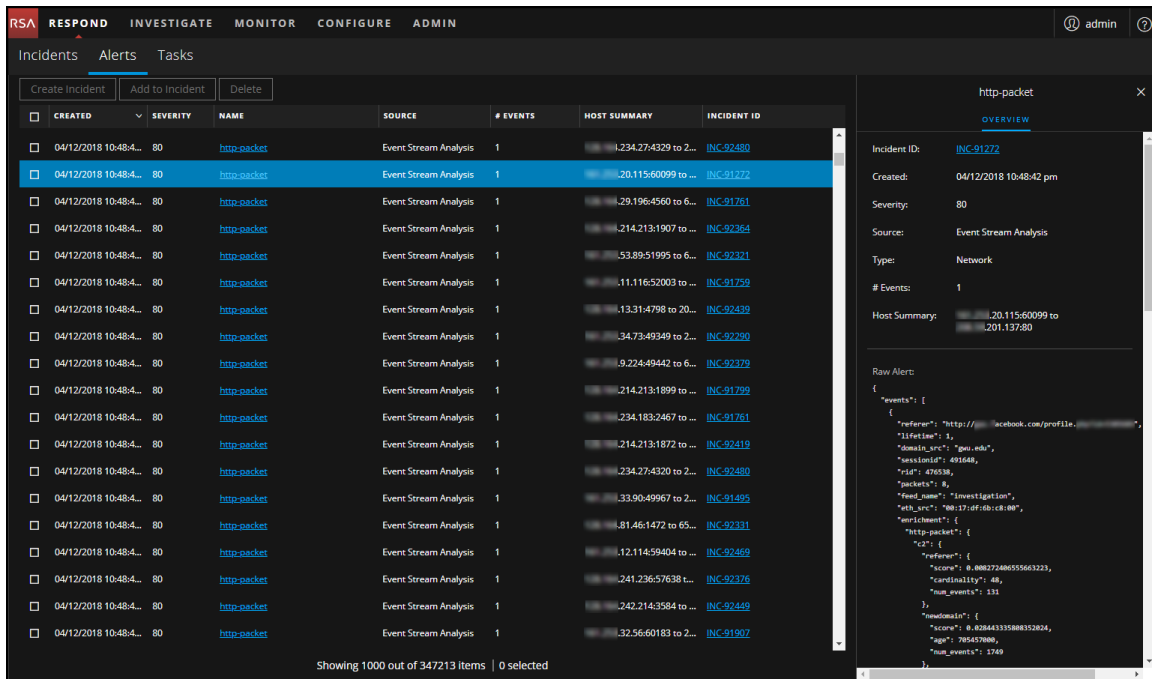 RSA RESPOND INVESTIGATE MONITOR CONFIGURE ADMIN admin ?
Incidents Alerts Tasks
Create Incident Add to Incident Delete
CREATED SEVERITY NAME SOURCE # EVENTS HOST SUMMARY INCIDENT ID
04/12/2018 10:48:4... 80 http-packet Event Stream Analysis 1 .234.27:4329 to 2... INC-92480
04/12/2018 10:48:4... 80 http-packet Event Stream Analysis 1 .20.115:60099 to ... INC-91272
04/12/2018 10:48:4... 80 http-packet Event Stream Analysis 1 .29.196:4560 to 6... INC-91761
04/12/2018 10:48:4... 80 http-packet Event Stream Analysis 1 .214.213:1907 to ... INC-92364
04/12/2018 10:48:4... 80 http-packet Event Stream Analysis 1 .53.89:51995 to 6... INC-92321
04/12/2018 10:48:4... 80 http-packet Event Stream Analysis 1 .11.116:52003 to ... INC-91759
04/12/2018 10:48:4... 80 http-packet Event Stream Analysis 1 .13.31:4798 to 20... INC-92439
04/12/2018 10:48:4... 80 http-packet Event Stream Analysis 1 .34.73:49349 to 2... INC-92290
04/12/2018 10:48:4... 80 http-packet Event Stream Analysis 1 .9.224:49442 to 6... INC-92379
04/12/2018 10:48:4... 80 http-packet Event Stream Analysis 1 .214.213:1899 to ... INC-91799
04/12/2018 10:48:4... 80 http-packet Event Stream Analysis 1 .234.183:2467 to ... INC-91761
04/12/2018 10:48:4... 80 http-packet Event Stream Analysis 1 .214.213:1872 to ... INC-92419
04/12/2018 10:48:4... 80 http-packet Event Stream Analysis 1 .234.27:4320 to 2... INC-92480
04/12/2018 10:48:4... 80 http-packet Event Stream Analysis 1 .33.90:49967 to 2... INC-91495
04/12/2018 10:48:4... 80 http-packet Event Stream Analysis 1 .81.46:1472 to 65... INC-92331
04/12/2018 10:48:4... 80 http-packet Event Stream Analysis 1 .12.114:59404 to ... INC-92469
04/12/2018 10:48:4... 80 http-packet Event Stream Analysis 1 .241.236:57638 t... INC-92376
04/12/2018 10:48:4... 80 http-packet Event Stream Analysis 1 .242.214:3584 to ... INC-92449
04/12/2018 10:48:4... 80 http-packet Event Stream Analysis 1 .32.56:60183 to 2... INC-91907
Showing 1000 out of 347213 items | 0 selected
http-packet
OVERVIEW
Incident ID: INC-91272
Created: 04/12/2018 10:48:42 pm
Severity: 80
Source: Event Stream Analysis
Type: Network
# Events: 1
Host Summary: .20.115:60099 to
.201.137:80
Raw Alert:
{
"events": [
{
"referer": "http:// acebook.com/profile. ",
"lifetime": 1,
"domain_src": "gwu.edu",
"sessionid": 491648,
"rid": 476538,
"packets": 8,
"feed_name": "investigation",
"eth_src": "00:17:df:6b:c8:00",
"enrichment": {
"http-packet": {
"c2": {
"referer": {
"score": 0.008272406555663223,
"cardinality": 48,
"num_events": 131
},
"newdomain": {
"score": 0.028443335808352024,
"age": 705457000,
"num_events": 1749
},